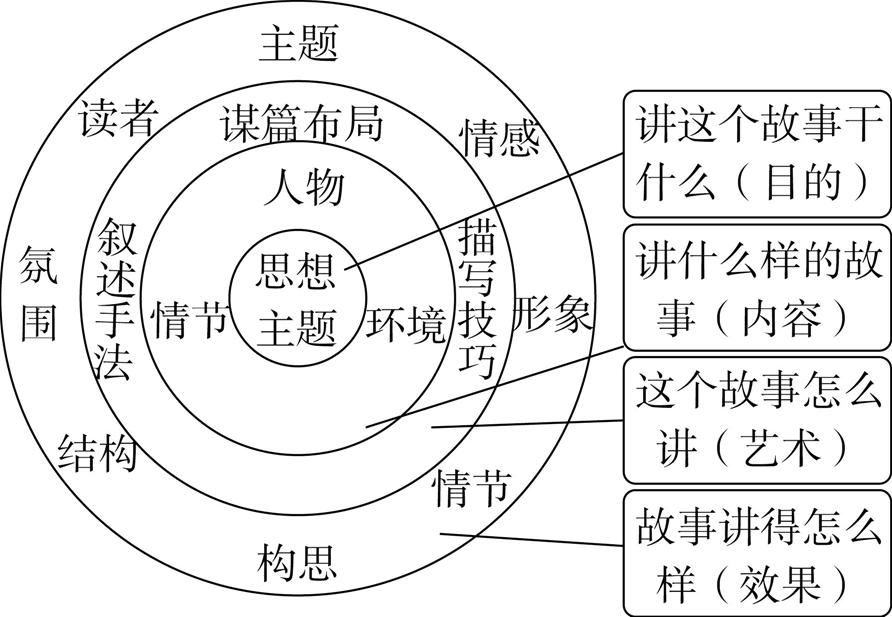 主题
读者
情感
谋篇布局
人物
氛围
叙述手法
情节
思想
主题
环境
描写技巧
形象
结构
情节
构思
讲这个故事干
什么（目的）
讲什么样的故
事（内容）
这个故事怎么
讲（艺术）
故事讲得怎么
样（效果）